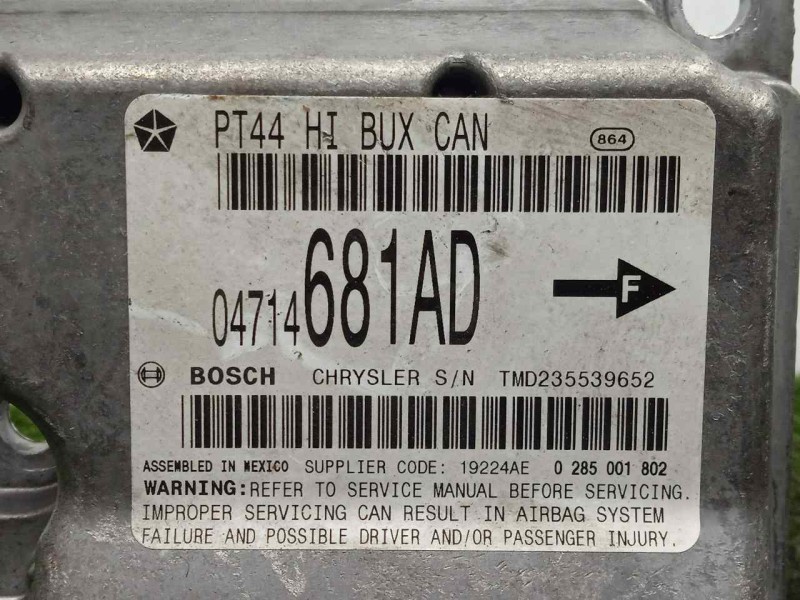 PT44 HI BUX CAN 864
04714681AD F
BOSCH CHRYSLER S/N TMD235539652
ASSEMBLED IN MEXICO SUPPLIER CODE: 19224AE 0 285 001 802
WARNING:REFER TO SERVICE MANUAL BEFORE SERVICING.
IMPROPER SERVICING CAN RESULT IN AIRBAG SYSTEM
FAILURE AND POSSIBLE DRIVER AND/OR PASSENGER INJURY.